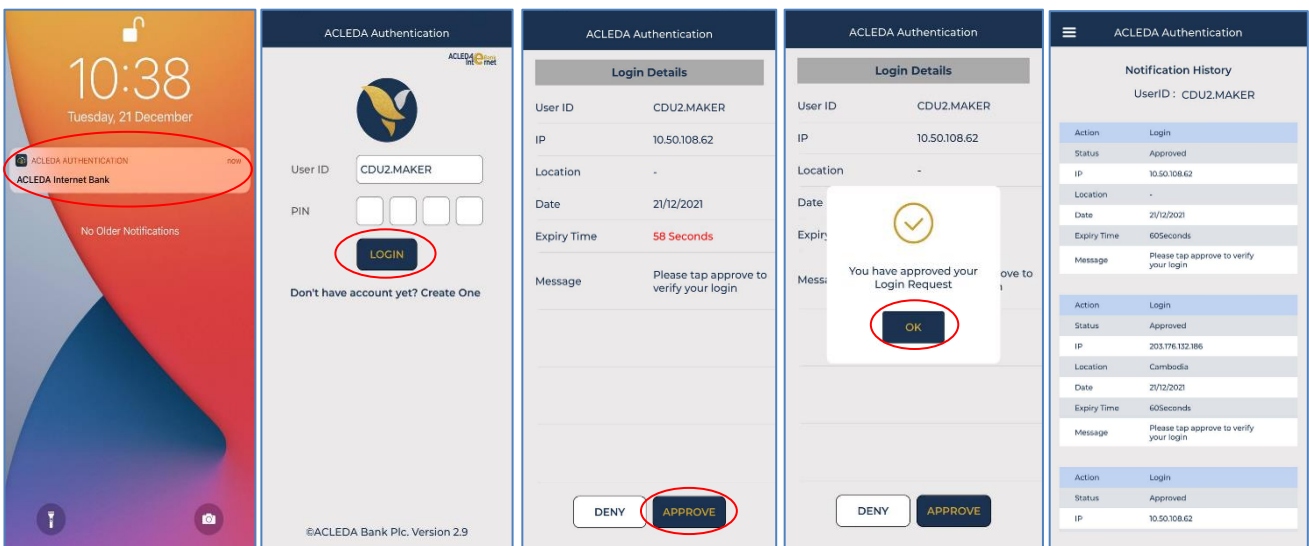 10:38
Tuesday, 21 December
ACLEDA AUTHENTICATION now
ACLEDA Internet Bank
No Older Notifications
ACLEDA Authentication
User ID CDU2.MAKER
PIN
LOGIN
Don't have account yet? Create One
©ACLEDA Bank Plc. Version 2.9
ACLEDA Authentication
Login Details
User ID CDU2.MAKER
IP 10.50.108.62
Location -
Date 21/12/2021
Expiry Time 58 Seconds
Message Please tap approve to
verify your login
DENY APPROVE
ACLEDA Authentication
Login Details
User ID CDU2.MAKER
IP 10.50.108.62
Location -
Date
You have approved your
Login Request
OK
DENY APPROVE
ACLEDA Authentication
Notification History
UserID : CDU2.MAKER
Action Login
Status Approved
IP 10.50.108.62
Location -
Date 21/12/2021
Expiry Time 60Seconds
Message Please tap approve to verify
your login
Action Login
Status Approved
IP 203.176.132.186
Location Cambodia
Date 21/12/2021
Expiry Time 60Seconds
Message Please tap approve to verify
your login
Action Login
Status Approved
IP 10.50.108.62